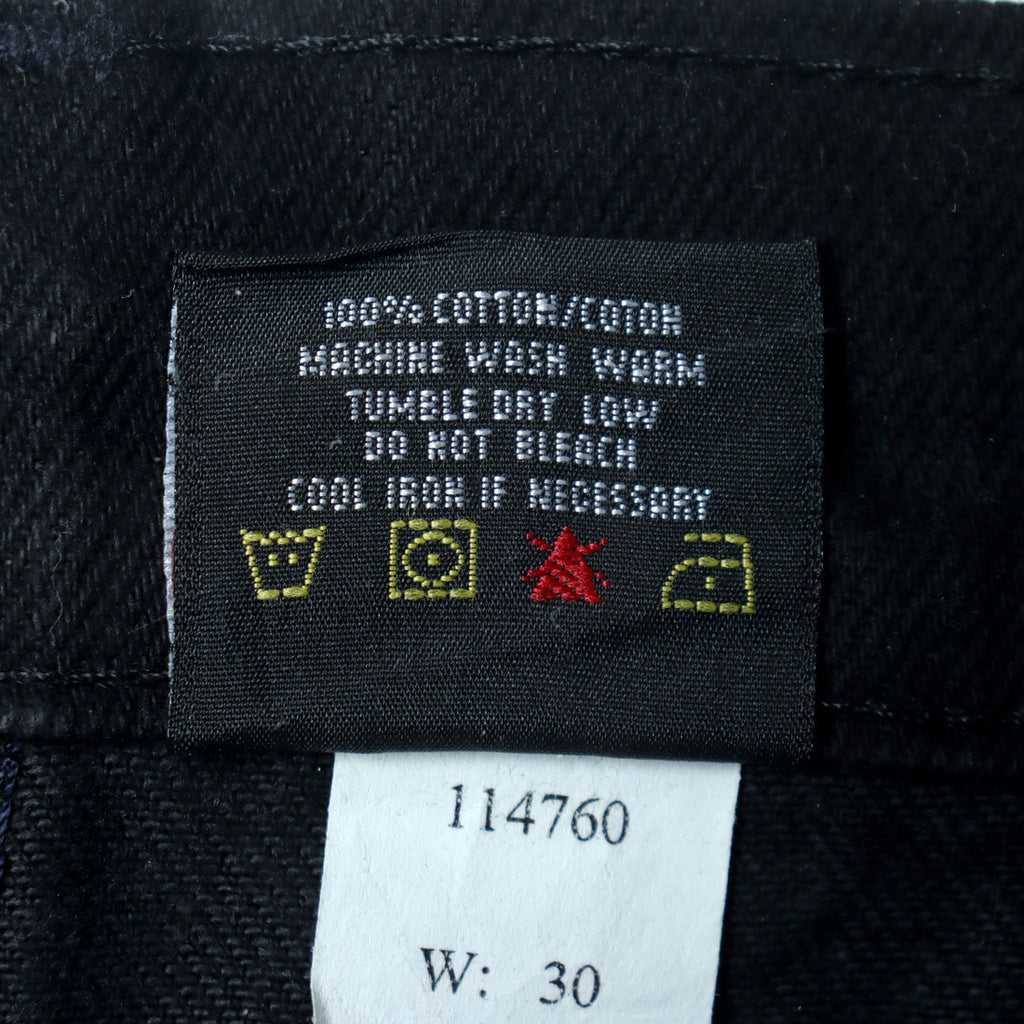 100% COTTON/COTON
MACHINE WASH WARM
TUMBLE DRY LOW
DO NOT BLEACH
COOL IRON IF NECESSARY
114760
W: 30